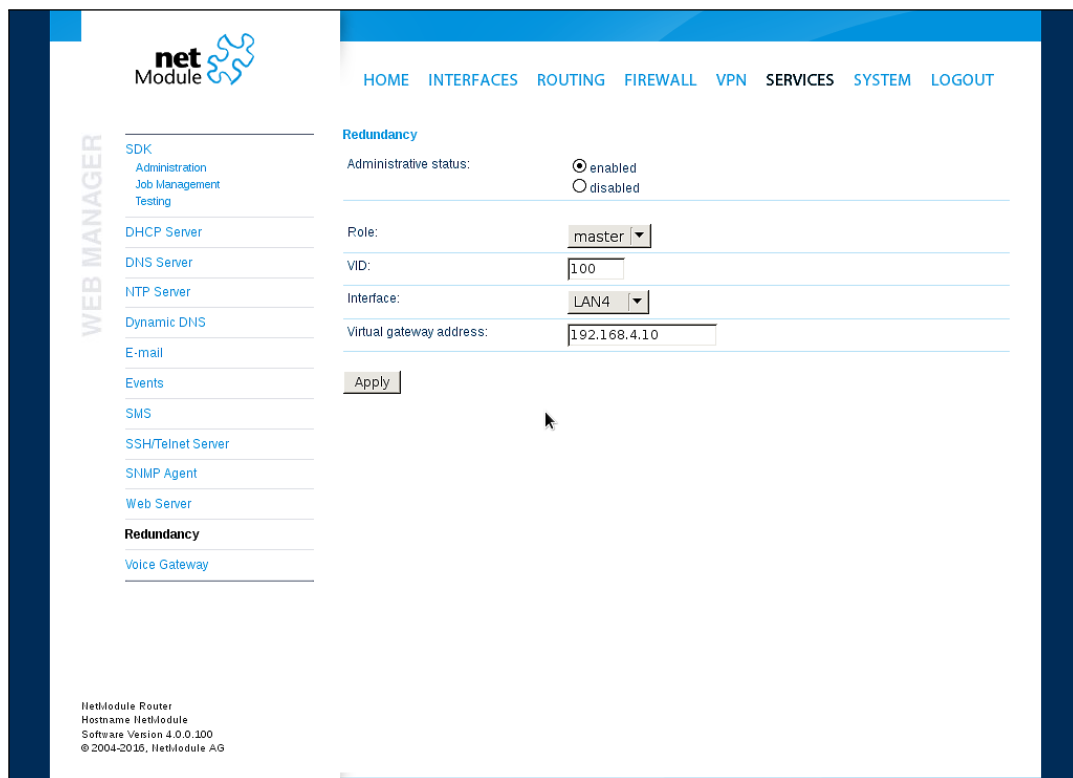 net
Module
HOME INTERFACES ROUTING FIREWALL VPN SERVICES SYSTEM LOGOUT
WEB MANAGER
SDK
Administration
Job Management
Testing
DHCP Server
DNS Server
NTP Server
Dynamic DNS
E-mail
Events
SMS
SSH/Telnet Server
SNMP Agent
Web Server
Redundancy
Voice Gateway
Redundancy
Administrative status:
enabled
disabled
Role: master
VID: 100
Interface: LAN4
Virtual gateway address: 192.168.4.10
Apply
NetModule Router
Hostname NetModule
Software Version 4.0.0.100
© 2004-2016, NetModule AG